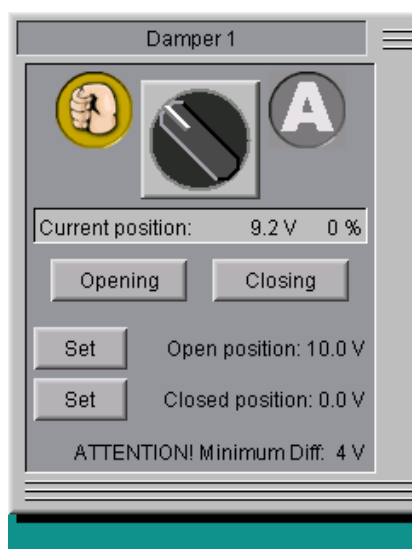 Damper 1
A
Current position: 9.2 V 0 %
Opening Closing
Set Open position: 10.0 V
Set Closed position: 0.0 V
ATTENTION! Minimum Diff: 4 V